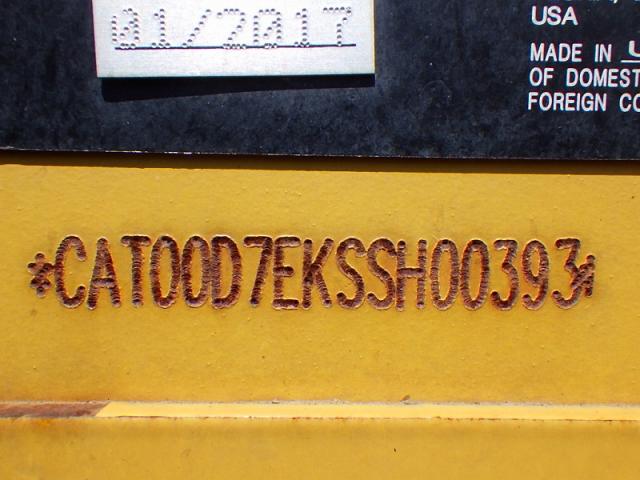 01/2017
USA
MADE IN U
OF DOMEST
FOREIGN CO
*CAT00D7EKSSH00393*